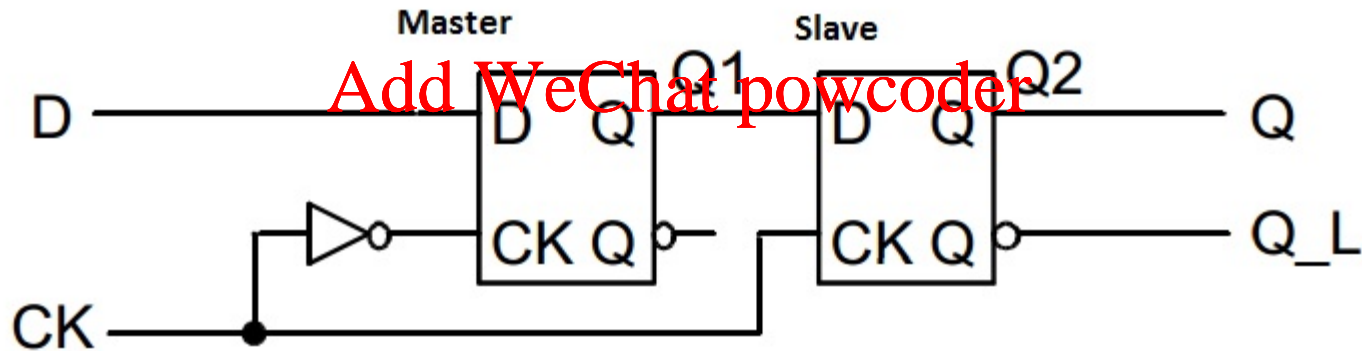 Master
Slave
Q1
Q2
Add WeChat powcoder
D
D Q
D Q
Q
CK Q
CK Q
Q_L
CK